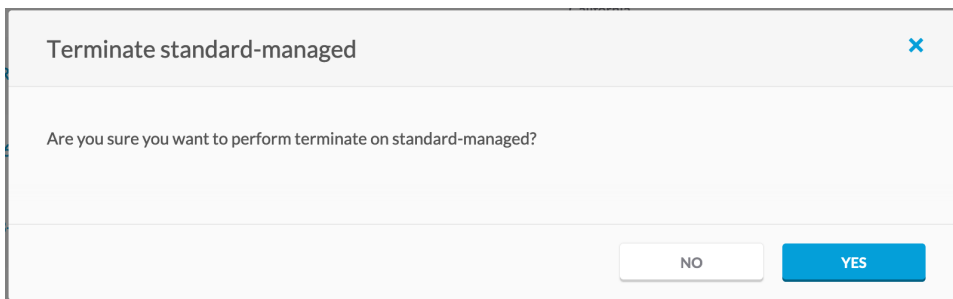 Terminate standard-managed
Are you sure you want to perform terminate on standard-managed?
NO
YES